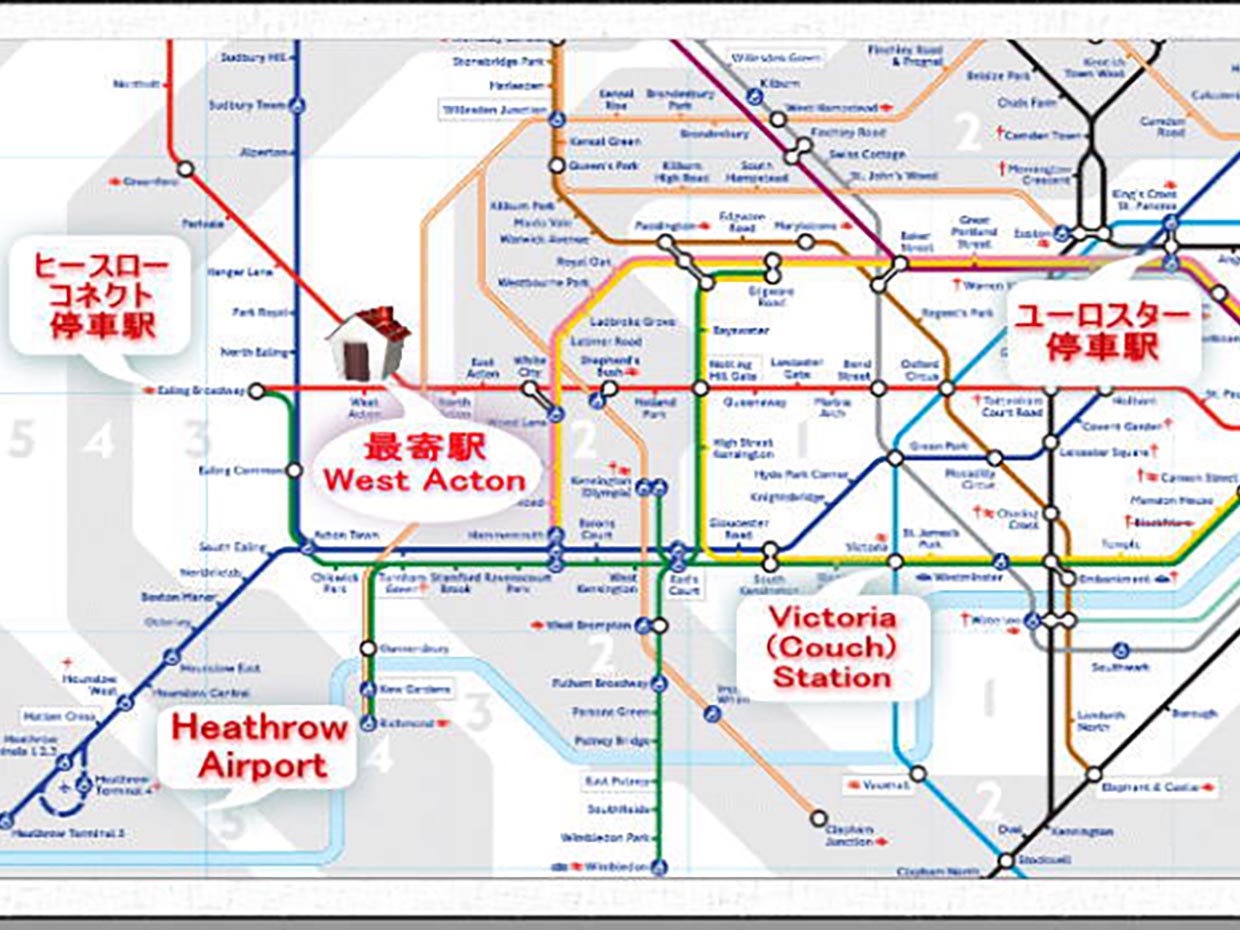 Sudbury Hill
Stonebridge Park
Harlesden
Willesden Green
Finchley Road
& Frognal
Kentish
Town West
Belsize Park
Chalk Farm
Camden Town
Camden
Road
Northolt
Sudbury Town
Willesden Junction
Kensal
Rise
Brondesbury
Park
Kilburn
West Hampstead
Brondesbury
Finchley Road
Swiss Cottage
Alperton
Kensal Green
Queen's Park
Kilburn
High Road
South
Hampstead
St. John's Wood
Mornington
Crescent
2
Greenford
Perivale
Kilburn Park
Maida Vale
Warwick Avenue
Paddington
Edgware
Road
Marylebone
Baker
Street
Great
Portland
Street
Euston
King's Cross
St. Pancras
Royal Oak
Westbourne Park
Edgware
Road
Hanger Lane
ヒースロー
コネクト
停車駅
Park Royal
North Ealing
Ladbroke Grove
Latimer Road
Bayswater
Regent's Park
ユーロスター
停車駅
Ealing Broadway
West
Acton
North
East
Acton
White
City
Shepherd's
Bush
Holland
Park
Notting
Hill Gate
Queensway
Lancaster
Gate
Marble
Arch
Bond
Street
Oxford
Circus
Tottenham
Court Road
Holborn
Covent Garden
Leicester Square
5
4
3
2
1
最寄駅
West Acton
Wood Lane
High Street
Kensington
Hyde Park Corner
Knightsbridge
Green Park
Piccadilly
Circus
Cannon Street
Mansion House
Blackfriars
Ealing Common
Kensington
(Olympia)
Charing
Cross
South Ealing
Acton Town
Hammersmith
Barons
Court
Gloucester
Road
Victoria
St. James's
Park
Temple
Northfields
Boston Manor
Osterley
Chiswick
Park
Turnham
Green
Stamford
Brook
Ravenscourt
Park
West
Kensington
Earl's
Court
South
Kensington
Westminster
Embankment
Victoria
(Couch)
Station
Waterloo
Southwark
Hounslow East
Hounslow Central
Hounslow
West
Hatton Cross
Gunnersbury
Kew Gardens
Richmond
West Brompton
Fulham Broadway
Parsons Green
Putney Bridge
East Putney
Southfields
Wimbledon Park
Wimbledon
2
3
4
5
1
2
Heathrow
Airport
Heathrow
Terminal 4
Heathrow Terminal 5
Lambeth
North
Borough
Vauxhall
Elephant & Castle
Clapham
Junction
Oval
Kennington
Stockwell
Clapham North